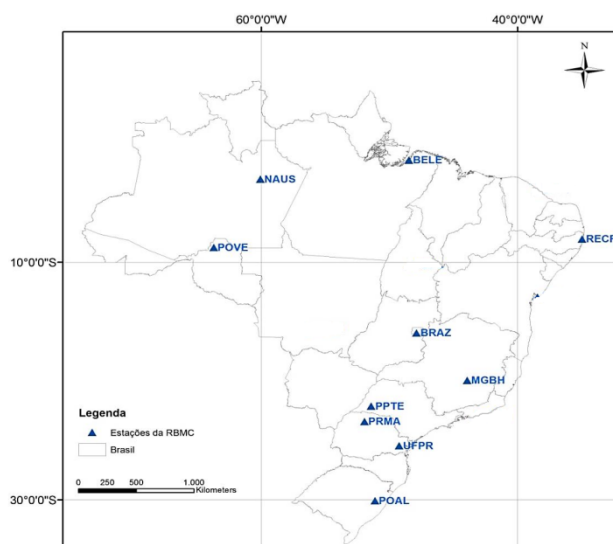 60°0'0"W
40°0'0"W
N
BELE
NAUS
RECF
POVE
10°0'0"S
BRAZ
MGBH
PPTE
Legenda
PRMA
Estações da RBMC
UFPR
Brasil
0 250 500 1.000
Kilometers
30°0'0"S
POAL